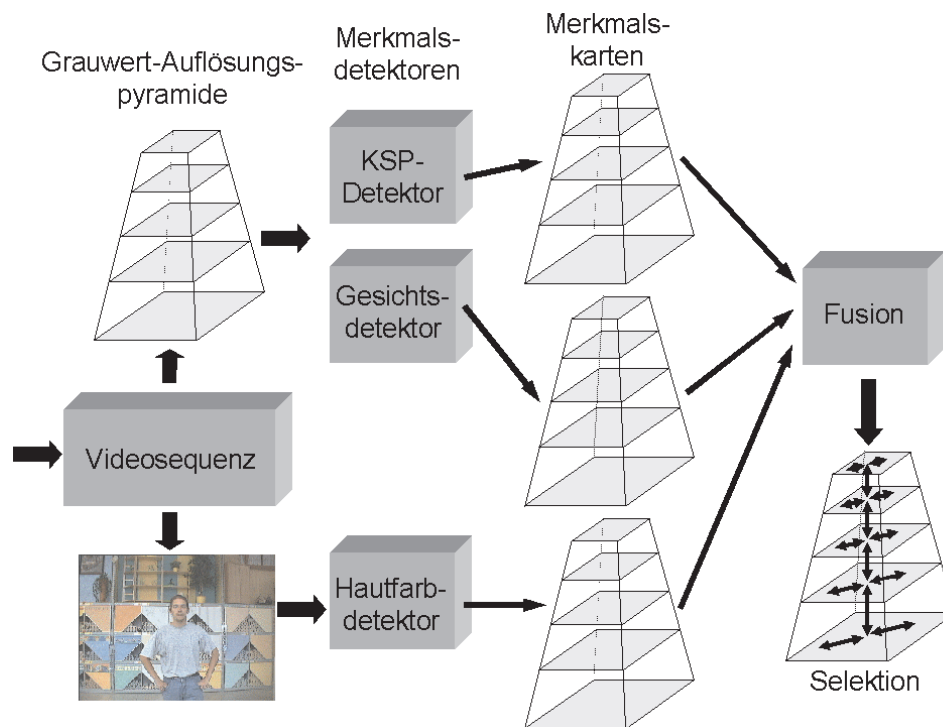 Grauwert-Auflösungs-
pyramide
Merkmals-
detektoren
Merkmals-
karten
KSP-
Detektor
Gesichts-
detektor
Fusion
Videosequenz
Hautfarb-
detektor
Selektion